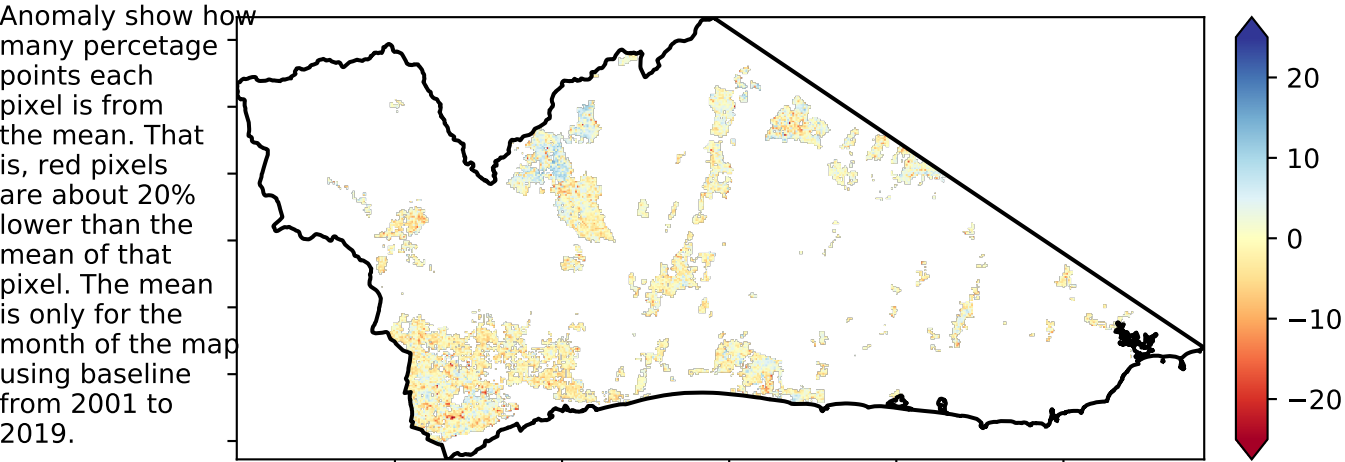 Anomaly show how
many percetage
points each
pixel is from
the mean. That
is, red pixels
are about 20%
lower than the
mean of that
pixel. The mean
is only for the
month of the map
using baseline
from 2001 to
2019.
20
10
0
−10
−20